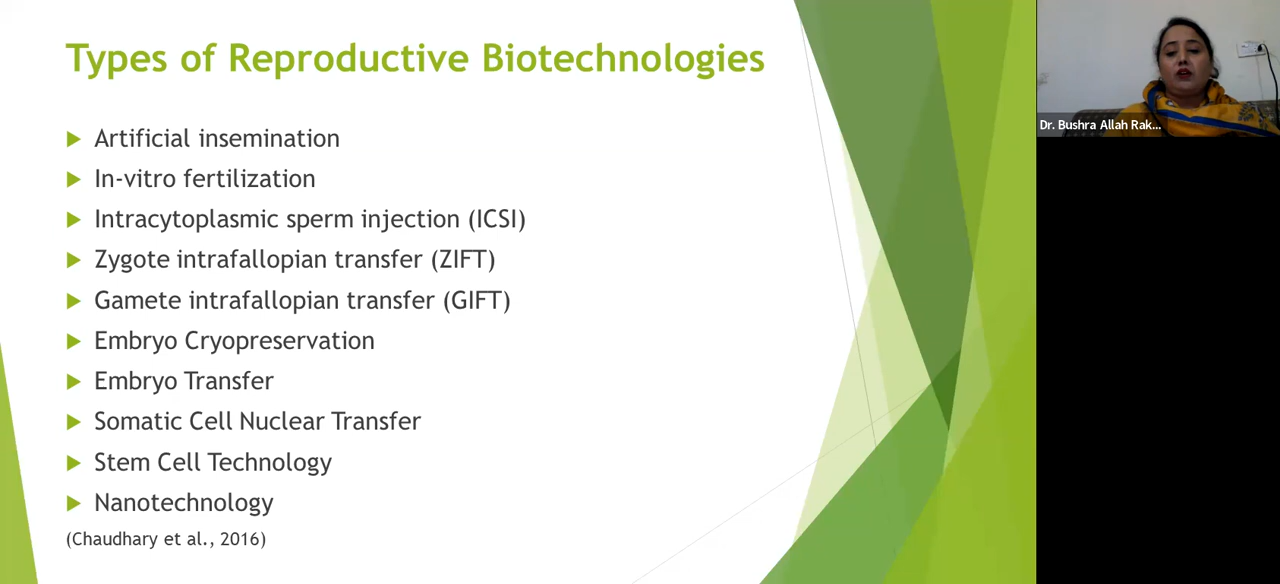 Types of Reproductive Biotechnologies
Artificial insemination
In-vitro fertilization
Intracytoplasmic sperm injection (ICSI)
Zygote intrafallopian transfer (ZIFT)
Gamete intrafallopian transfer (GIFT)
Embryo Cryopreservation
Embryo Transfer
Somatic Cell Nuclear Transfer
Stem Cell Technology
Nanotechnology
(Chaudhary et al., 2016)
Dr. Bushra Allah Rak...